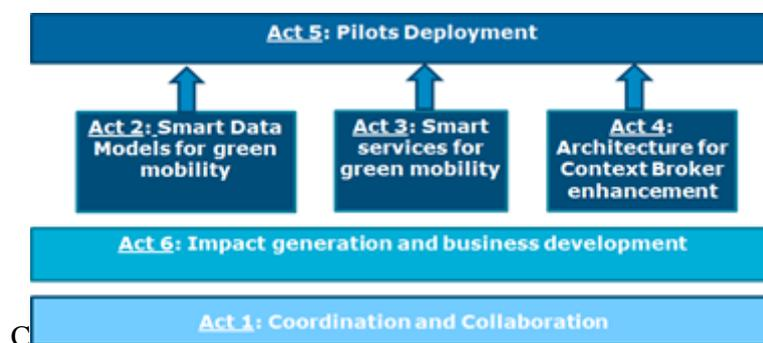 Act 5: Pilots Deployment
Act 2: Smart Data
Models for green
mobility
Act 3: Smart
services for
green mobility
Act 4:
Architecture for
Context Broker
enhancement
Act 6: Impact generation and business development
Act 1: Coordination and Collaboration
C